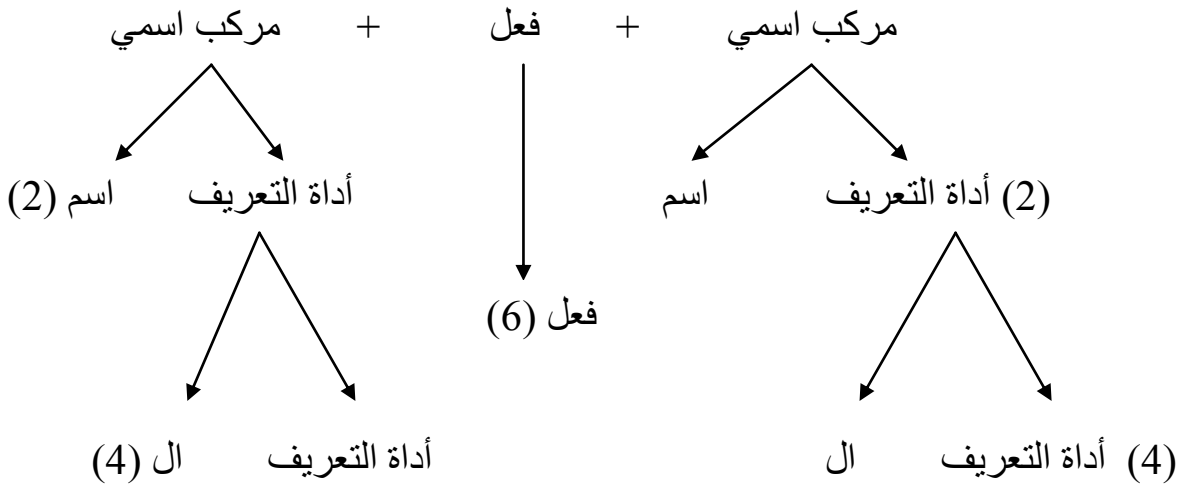 مركب اسمي + فعل + مركب اسمي
(2) أداة التعريف اسم أداة التعريف اسم (2)
فعل (6)
(4) أداة التعريف ال أداة التعريف ال (4)